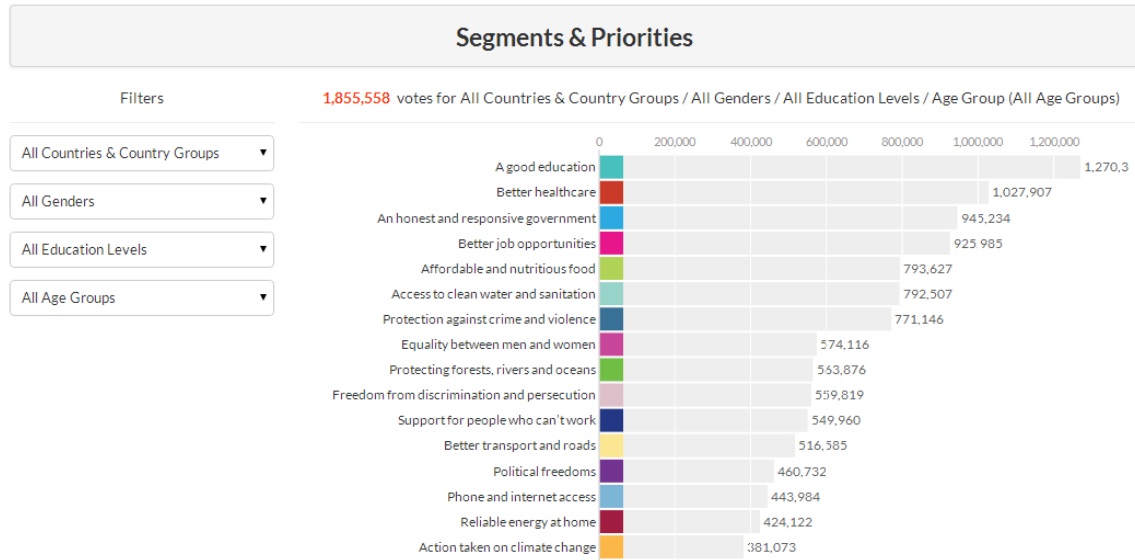 Segments & Priorities
Filters
1,855,558 votes for All Countries & Country Groups / All Genders / All Education Levels / Age Group (All Age Groups)
All Countries & Country Groups
All Genders
All Education Levels
All Age Groups
0 200,000 400,000 600,000 800,000 1,000,000 1,200,000
A good education 1,270,3
Better healthcare 1,027,907
An honest and responsive government 945,234
Better job opportunities 925,985
Affordable and nutritious food 793,627
Access to clean water and sanitation 792,507
Protection against crime and violence 771,146
Equality between men and women 574,116
Protecting forests, rivers and oceans 563,876
Freedom from discrimination and persecution 559,819
Support for people who can't work 549,960
Better transport and roads 516,585
Political freedoms 460,732
Phone and internet access 443,984
Reliable energy at home 424,122
Action taken on climate change 381,073